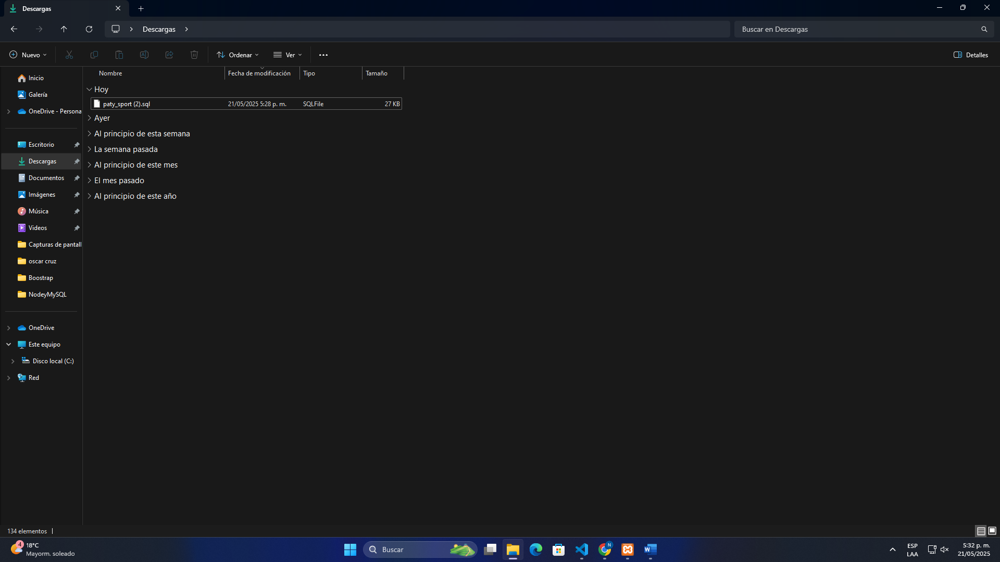 Descargas
Descargas
Buscar en Descargas
Nuevo
Ordenar
Ver
Detalles
Nombre
Fecha de modificación
Tipo
Tamaño
Hoy
paty_sport (2).sql
21/05/2025 5:28 p. m.
SQLFile
27 KB
Ayer
Al principio de esta semana
La semana pasada
Al principio de este mes
El mes pasado
Al principio de este año
Inicio
Galería
OneDrive - Persona
Escritorio
Descargas
Documentos
Imágenes
Música
Videos
Capturas de pantall
oscar cruz
Boostrap
NodeyMySQL
OneDrive
Este equipo
Disco local (C:)
Red
134 elementos
4
18°C
Mayorm. soleado
Buscar
N
W
ESP
LAA
5:32 p. m.
21/05/2025